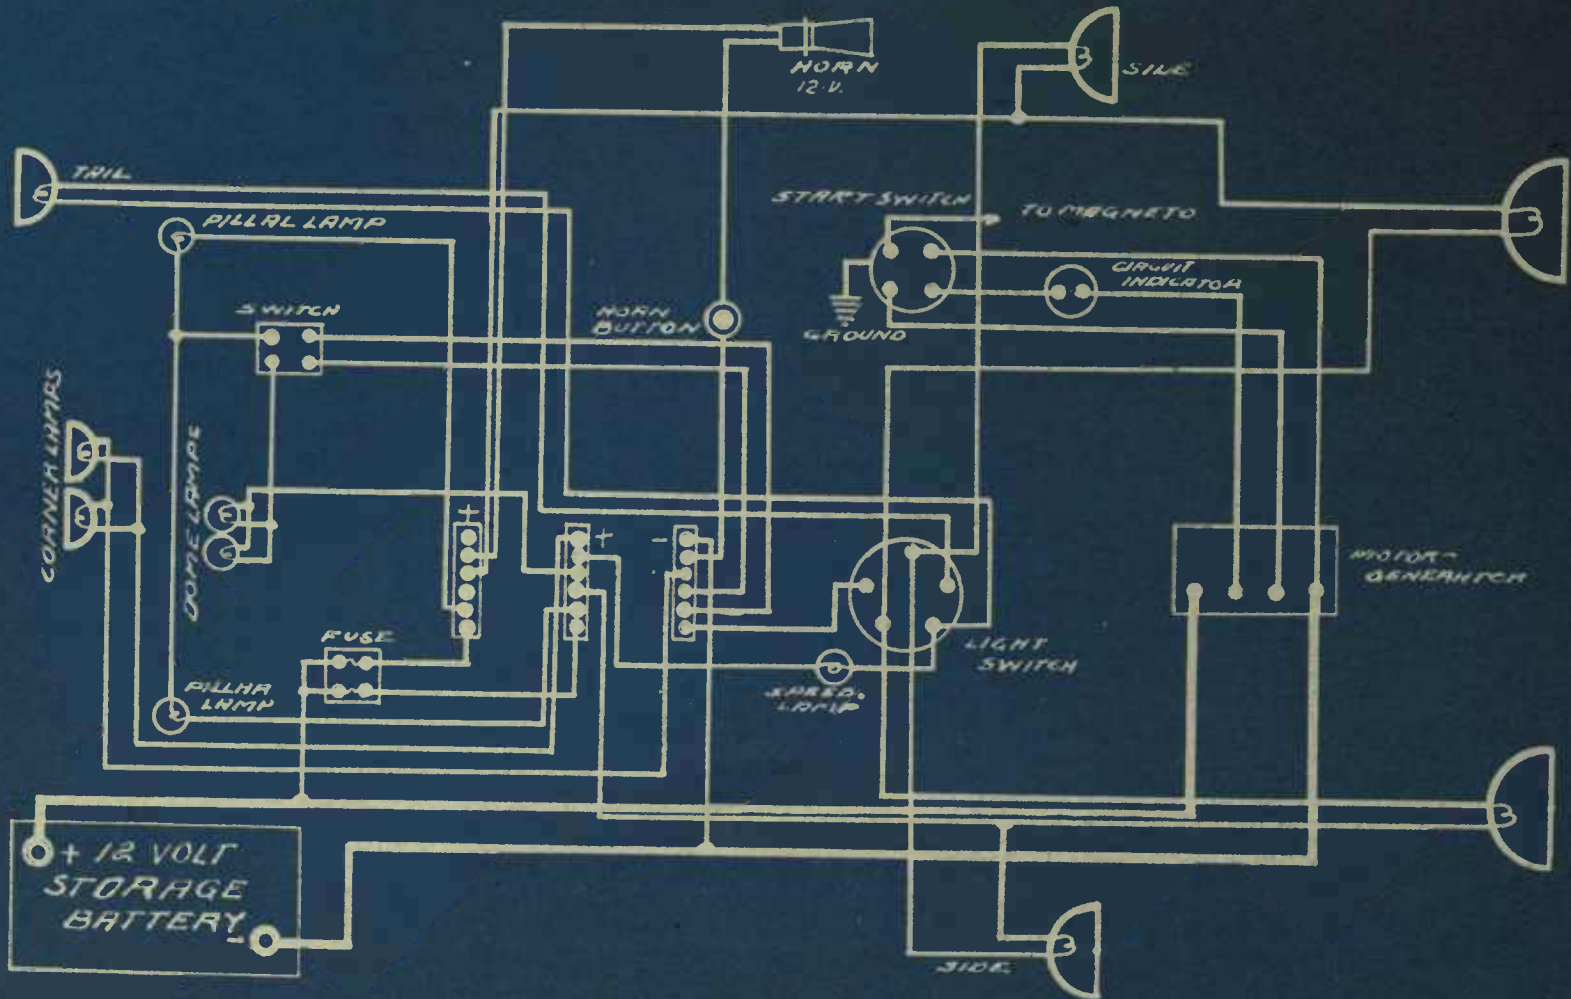 HORN
12.V.
SIDE
TAIL
PILLAL LAMP
START SWITCH
TO MAGNETO
CIRCUIT
INDICATOR
SWITCH
HORN
BUTTON
GROUND
CORNER LAMPS
DOME LAMPS
+
+
-
MOTOR-
GENERATOR
FUSE
LIGHT
SWITCH
PILLAR
LAMP
SPEED.
LAMP
+ 12 VOLT
STORAGE
BATTERY
-
SIDE